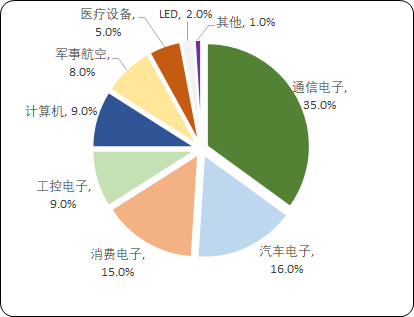 医疗设备,
5.0%
LED, 2.0%
其他, 1.0%
军事航空,
8.0%
通信电子,
35.0%
计算机, 9.0%
工控电子,
9.0%
消费电子,
15.0%
汽车电子,
16.0%